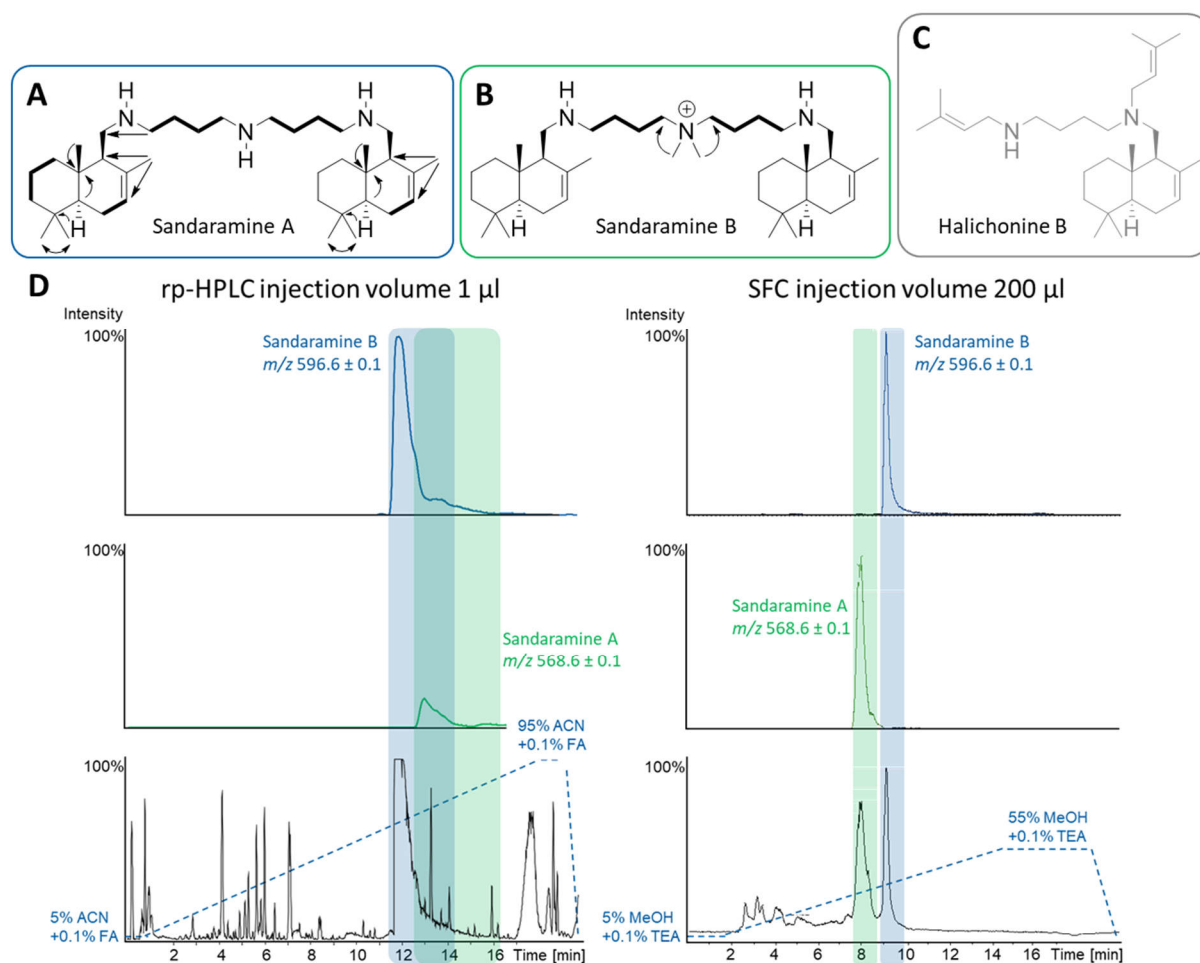 A
B
C
H
N
H
N
N
H
H
N
H
N
N
⊕
N
H
N
H
H
H
H
H
Sandaramine A
Sandaramine B
Halichonine B
D
rp-HPLC injection volume 1 µl
SFC injection volume 200 µl
Intensity
100%
Sandaramine B
m/z 596.6 ± 0.1
Intensity
100%
Sandaramine B
m/z 596.6 ± 0.1
100%
Sandaramine A
m/z 568.6 ± 0.1
100%
Sandaramine A
m/z 568.6 ± 0.1
100%
95% ACN
+0.1% FA
5% ACN
+0.1% FA
2 4 6 8 10 12 14 16 Time [min]
100%
55% MeOH
+0.1% TEA
5% MeOH
+0.1% TEA
2 4 6 8 10 12 14 16 Time [min]